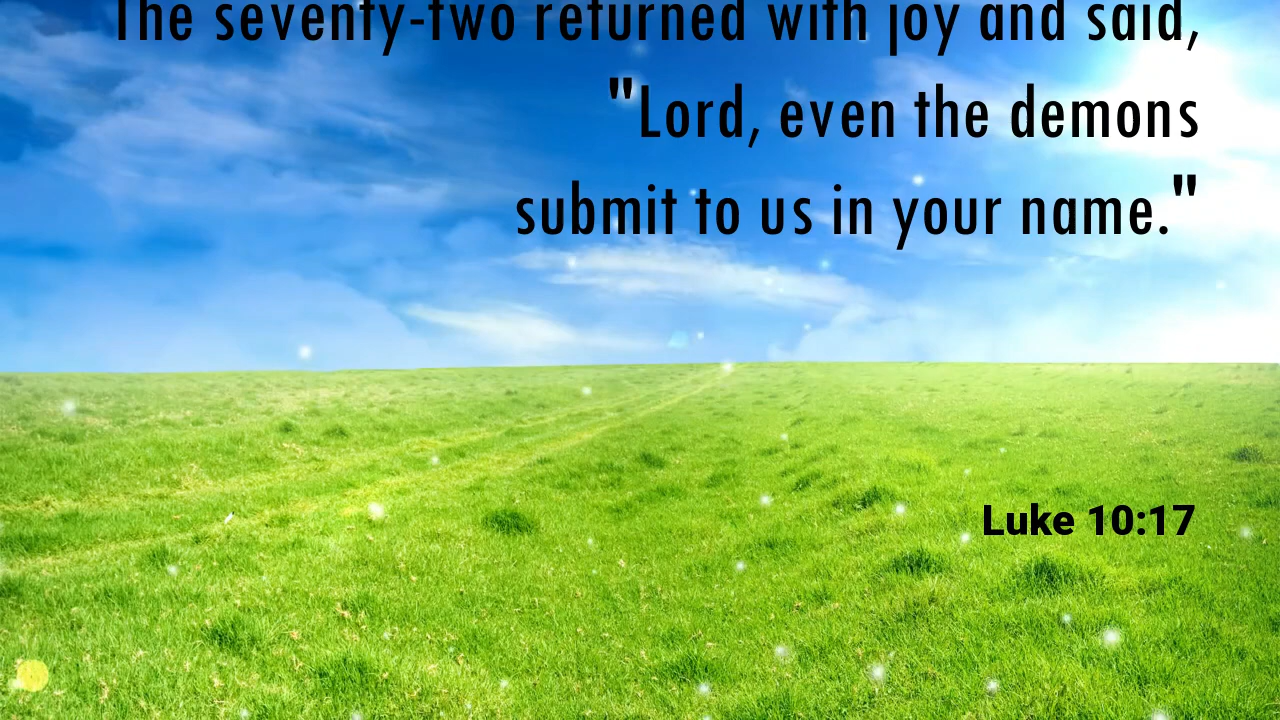 The seventy-two returned with joy and said,
"Lord, even the demons
submit to us in your name."
Luke 10:17